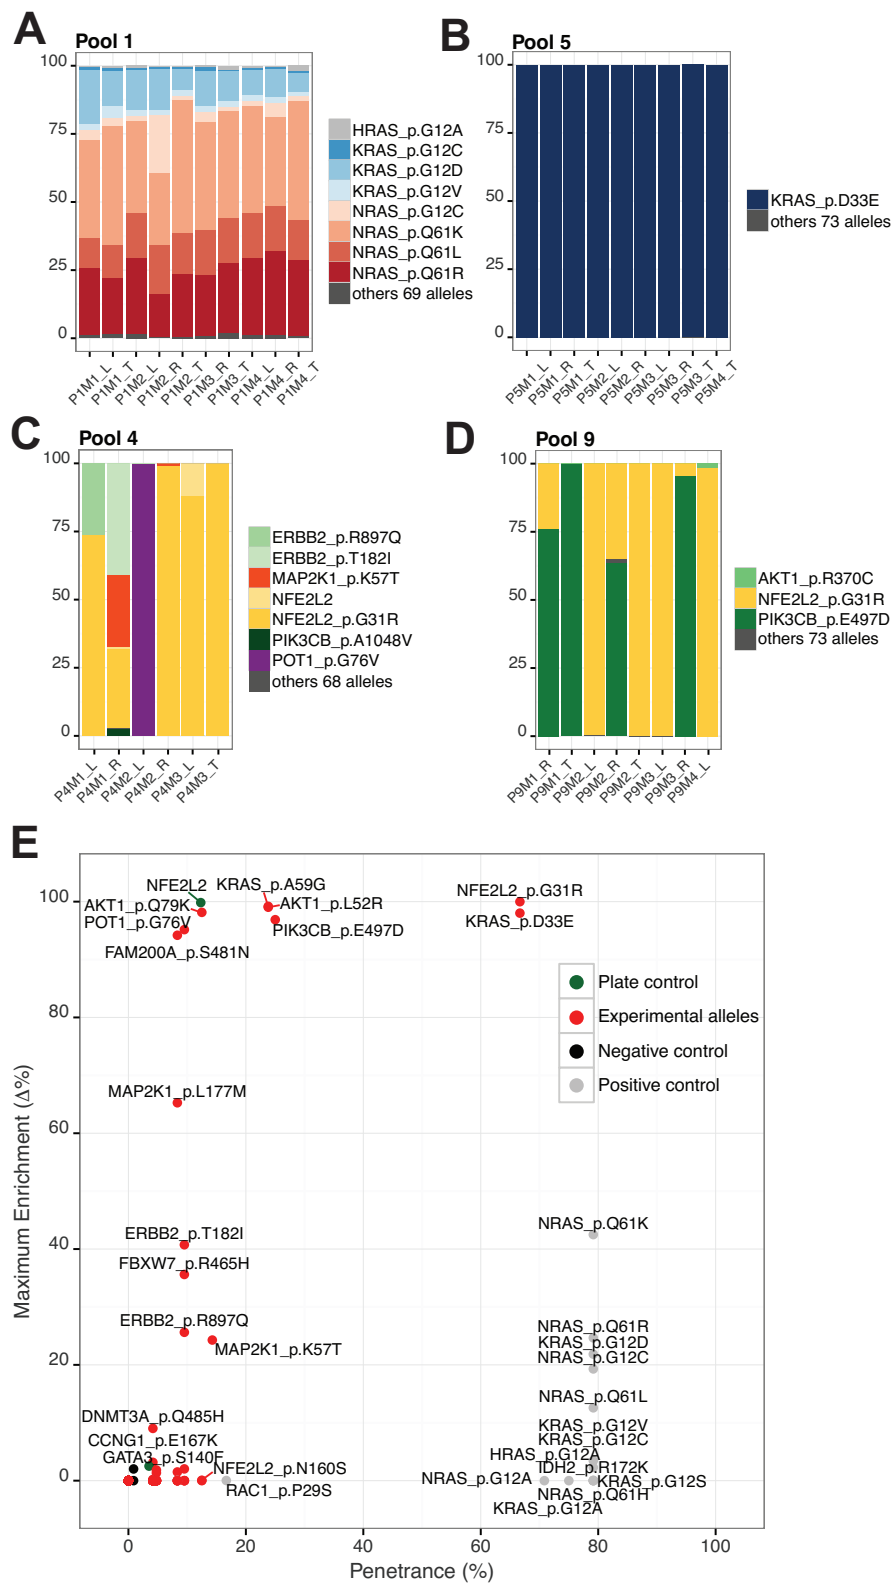 A
Pool 1
100
75
50
25
0
P1M1_L
P1M1_T
P1M2_L
P1M2_R
P1M2_T
P1M3_R
P1M3_T
P1M4_L
P1M4_R
P1M4_T
HRAS_p.G12A
KRAS_p.G12C
KRAS_p.G12D
KRAS_p.G12V
NRAS_p.G12C
NRAS_p.Q61K
NRAS_p.Q61L
NRAS_p.Q61R
others 69 alleles
B
Pool 5
100
75
50
25
0
P5M1_L
P5M1_R
P5M1_T
P5M2_L
P5M2_R
P5M3_L
P5M3_R
P5M3_T
P5M4_T
KRAS_p.D33E
others 73 alleles
C
Pool 4
100
75
50
25
0
P4M1_L
P4M1_R
P4M2_L
P4M2_R
P4M3_L
P4M3_T
ERBB2_p.R897Q
ERBB2_p.T182I
MAP2K1_p.K57T
NFE2L2
NFE2L2_p.G31R
PIK3CB_p.A1048V
POT1_p.G76V
others 68 alleles
D
Pool 9
100
75
50
25
0
P9M1_R
P9M1_T
P9M2_L
P9M2_R
P9M2_T
P9M3_L
P9M3_R
P9M4_L
AKT1_p.R370C
NFE2L2_p.G31R
PIK3CB_p.E497D
others 73 alleles
E
Maximum Enrichment (Δ%)
100
80
60
40
20
0
NFE2L2
KRAS_p.A59G
AKT1_p.Q79K
AKT1_p.L52R
POT1_p.G76V
PIK3CB_p.E497D
FAM200A_p.S481N
NFE2L2_p.G31R
KRAS_p.D33E
Plate control
Experimental alleles
Negative control
Positive control
MAP2K1_p.L177M
ERBB2_p.T182I
FBXW7_p.R465H
ERBB2_p.R897Q
MAP2K1_p.K57T
DNMT3A_p.Q485H
CCNG1_p.E167K
GATA3_p.S140F
NFE2L2_p.N160S
RAC1_p.P29S
NRAS_p.Q61K
NRAS_p.Q61R
KRAS_p.G12D
NRAS_p.G12C
NRAS_p.Q61L
KRAS_p.G12V
KRAS_p.G12C
HRAS_p.G12A
IDH2_p.R172K
NRAS_p.G12A
KRAS_p.G12S
NRAS_p.Q61H
KRAS_p.G12A
0
20
40
60
80
100
Penetrance (%)